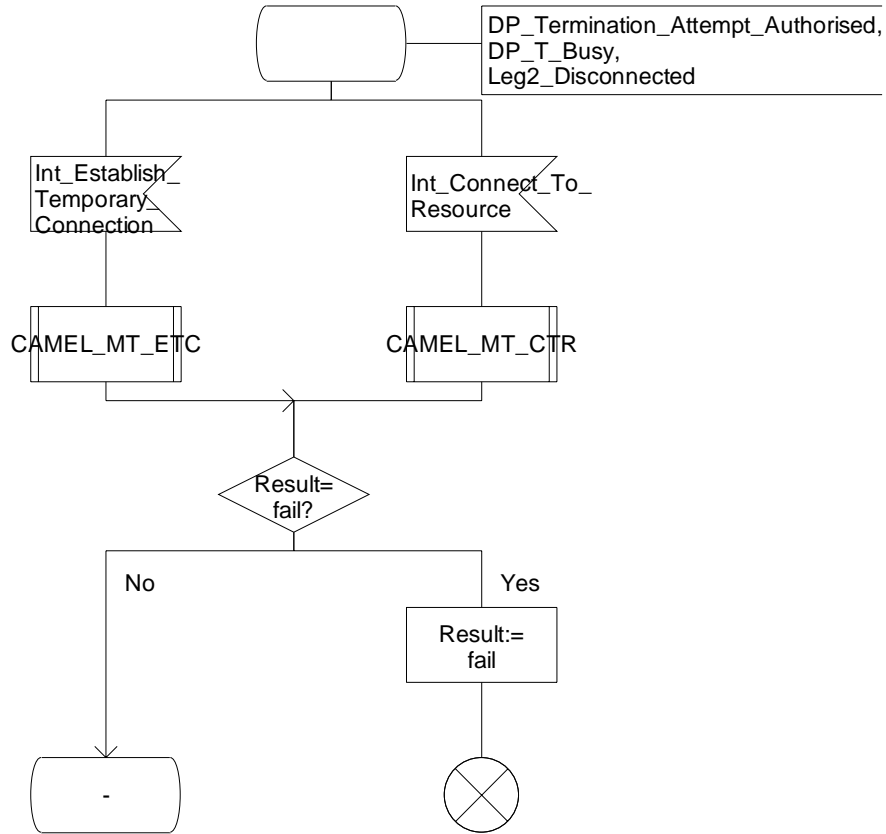 DP_Termination_Attempt_Authorised,
DP_T_Busy,
Leg2_Disconnected
Int_Establish_
Temporary_
Connection
Int_Connect_To_
Resource
CAMEL_MT_ETC
CAMEL_MT_CTR
Result=
fail?
No
Yes
Result:=
fail
-